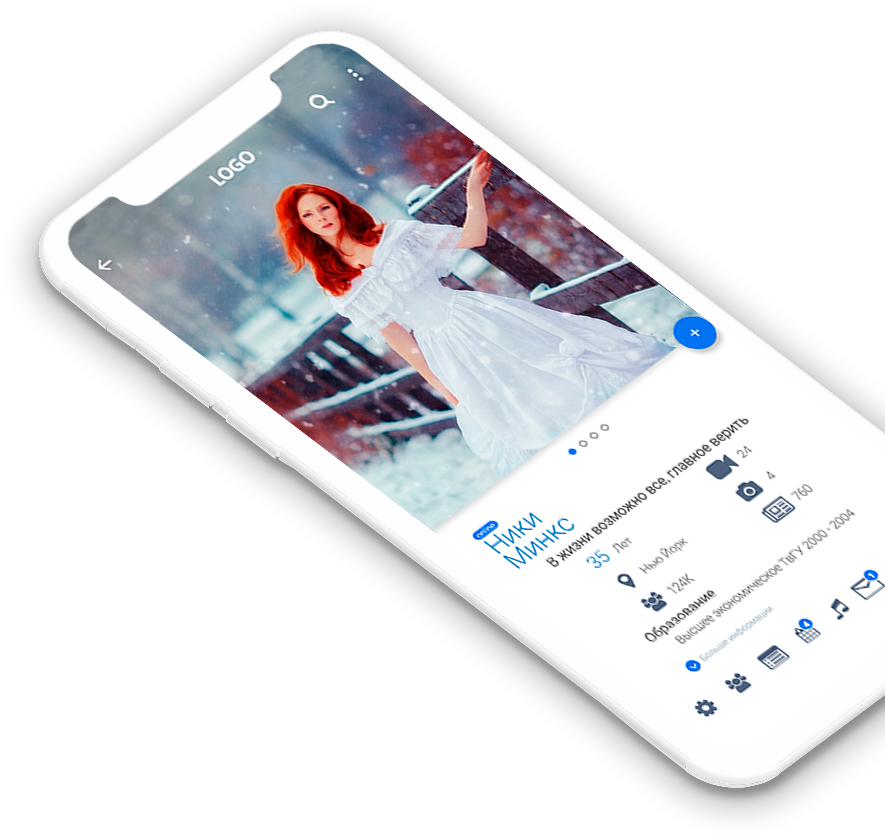 LOGO
online
Ники
Минкс
В жизни возможно все, главное верить
35 Лет
24
Нью Йорк
4
124K
760
Образование
Высшее экономическое ТвГУ 2000 - 2004
Больше информации